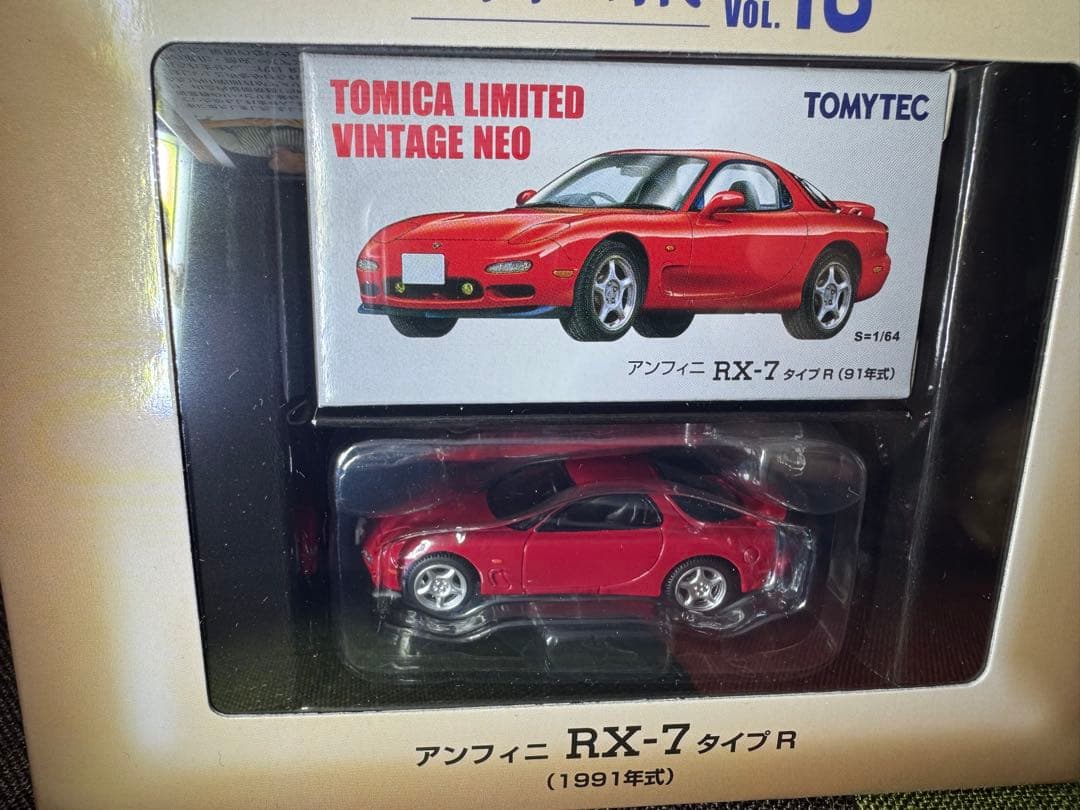 VOL.
TOMICA LIMITED
VINTAGE NEO
TOMYTEC
S=1/64
アンフィニ RX-7 タイプR(91年式)
アンフィニ RX-7 タイプR
(1991年式)